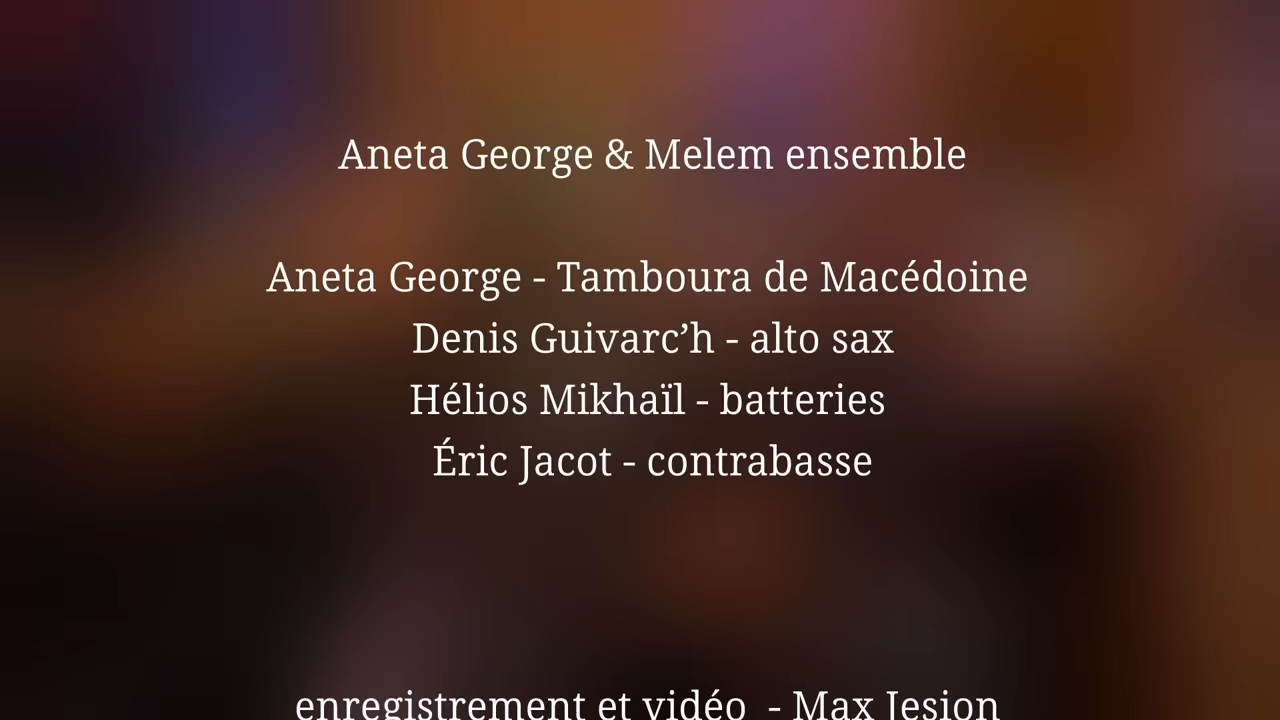 Aneta George & Melem ensemble
Aneta George - Tamboura de Macédoine
Denis Guivarc’h - alto sax
Hélios Mikhaïl - batteries
Éric Jacot - contrabasse
enregistrement et vidéo - Max Jesion